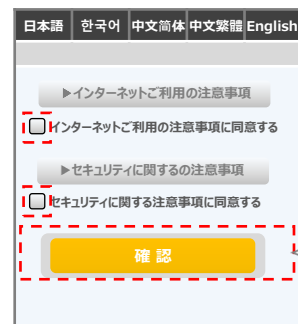 日本語 한국어 中文简体 中文繁體 English
▶インターネットご利用の注意事項
インターネットご利用の注意事項に同意する
▶セキュリティに関するの注意事項
セキュリティに関する注意事項に同意する
確 認